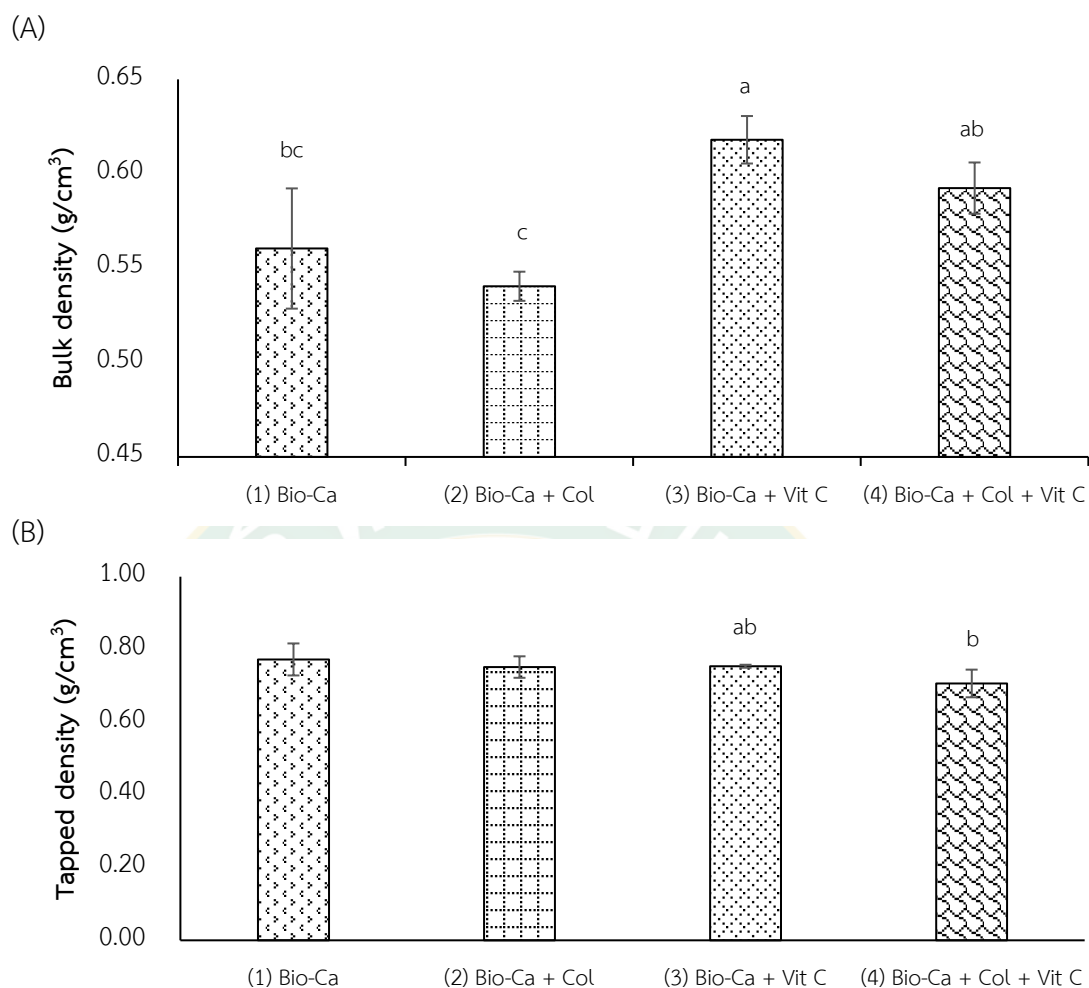 (A)
0.65
0.60
0.55
0.50
0.45
Bulk density (g/cm³)
bc
c
a
ab
(1) Bio-Ca
(2) Bio-Ca + Col
(3) Bio-Ca + Vit C
(4) Bio-Ca + Col + Vit C
(B)
1.00
0.80
0.60
0.40
0.20
0.00
Tapped density (g/cm³)
ab
b
(1) Bio-Ca
(2) Bio-Ca + Col
(3) Bio-Ca + Vit C
(4) Bio-Ca + Col + Vit C